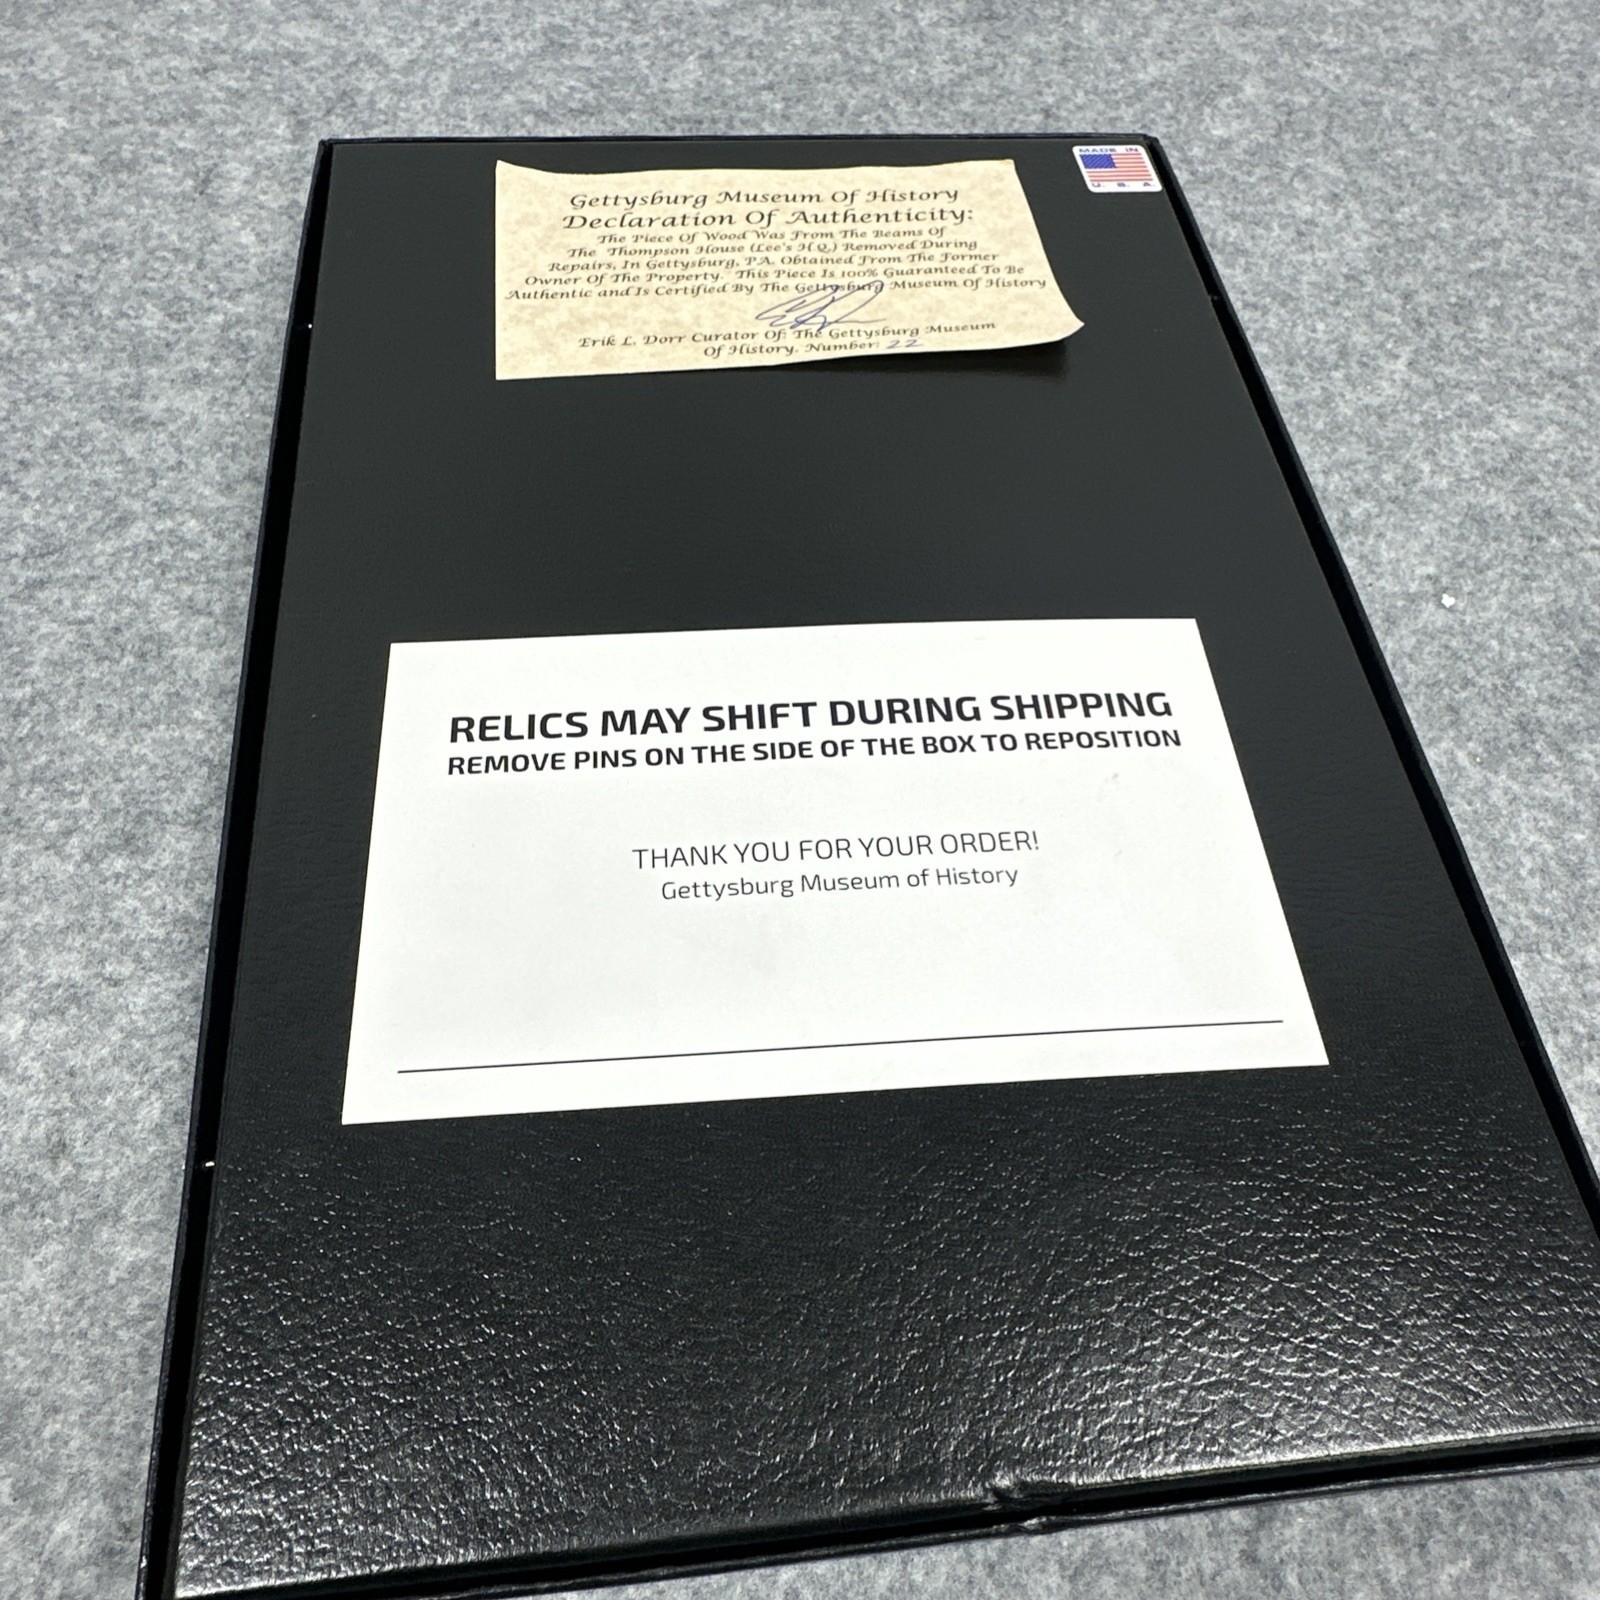 MADE IN
U. S. A.
Gettysburg Museum Of History
Declaration Of Authenticity:
The Piece Of Wood Was From The Beams Of
The Thompson House (Lee's H.Q.) Removed During
Repairs, In Gettysburg, PA. Obtained From The Former
Owner Of The Property. This Piece Is 100% Guaranteed To Be
Authentic and Is Certified By The Gettysburg Museum Of History
Erik L. Dorr Curator Of: The Gettysburg Museum
Of History. Number: 22
RELICS MAY SHIFT DURING SHIPPING
REMOVE PINS ON THE SIDE OF THE BOX TO REPOSITION
THANK YOU FOR YOUR ORDER!
Gettysburg Museum of History